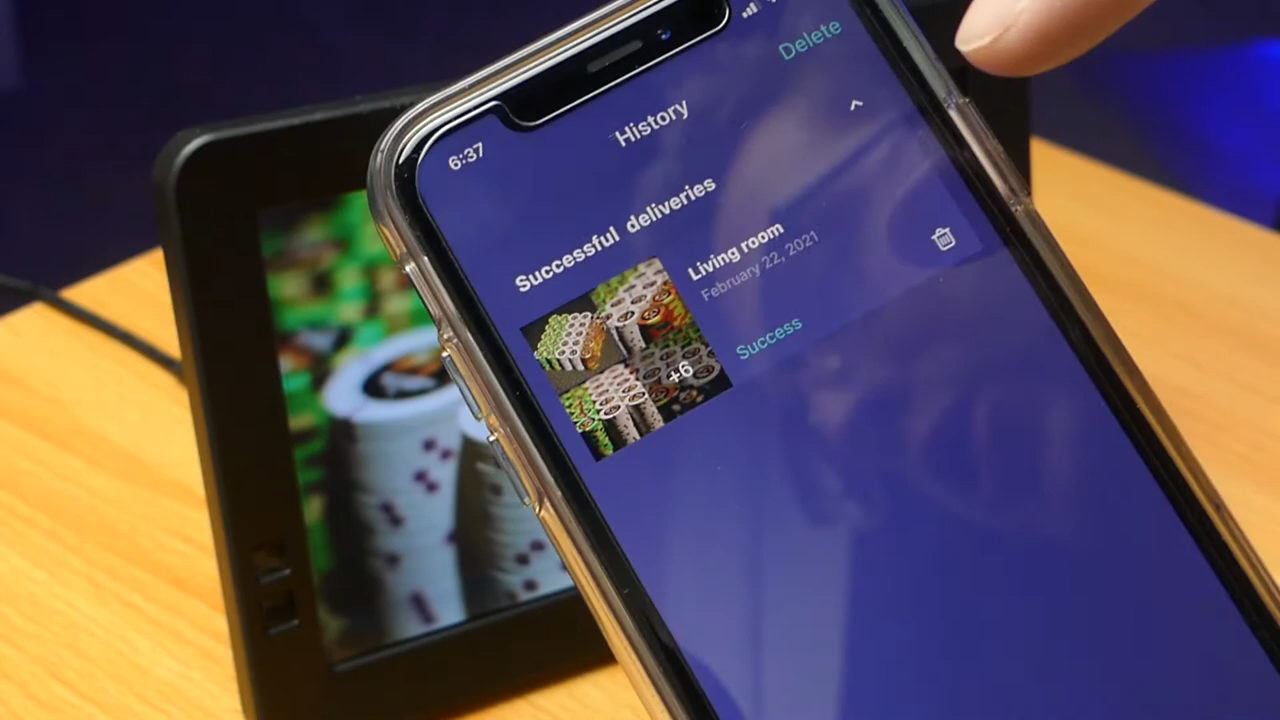 6:37
Delete
History
Successful deliveries
Living room
February 22, 2021
+6
Success